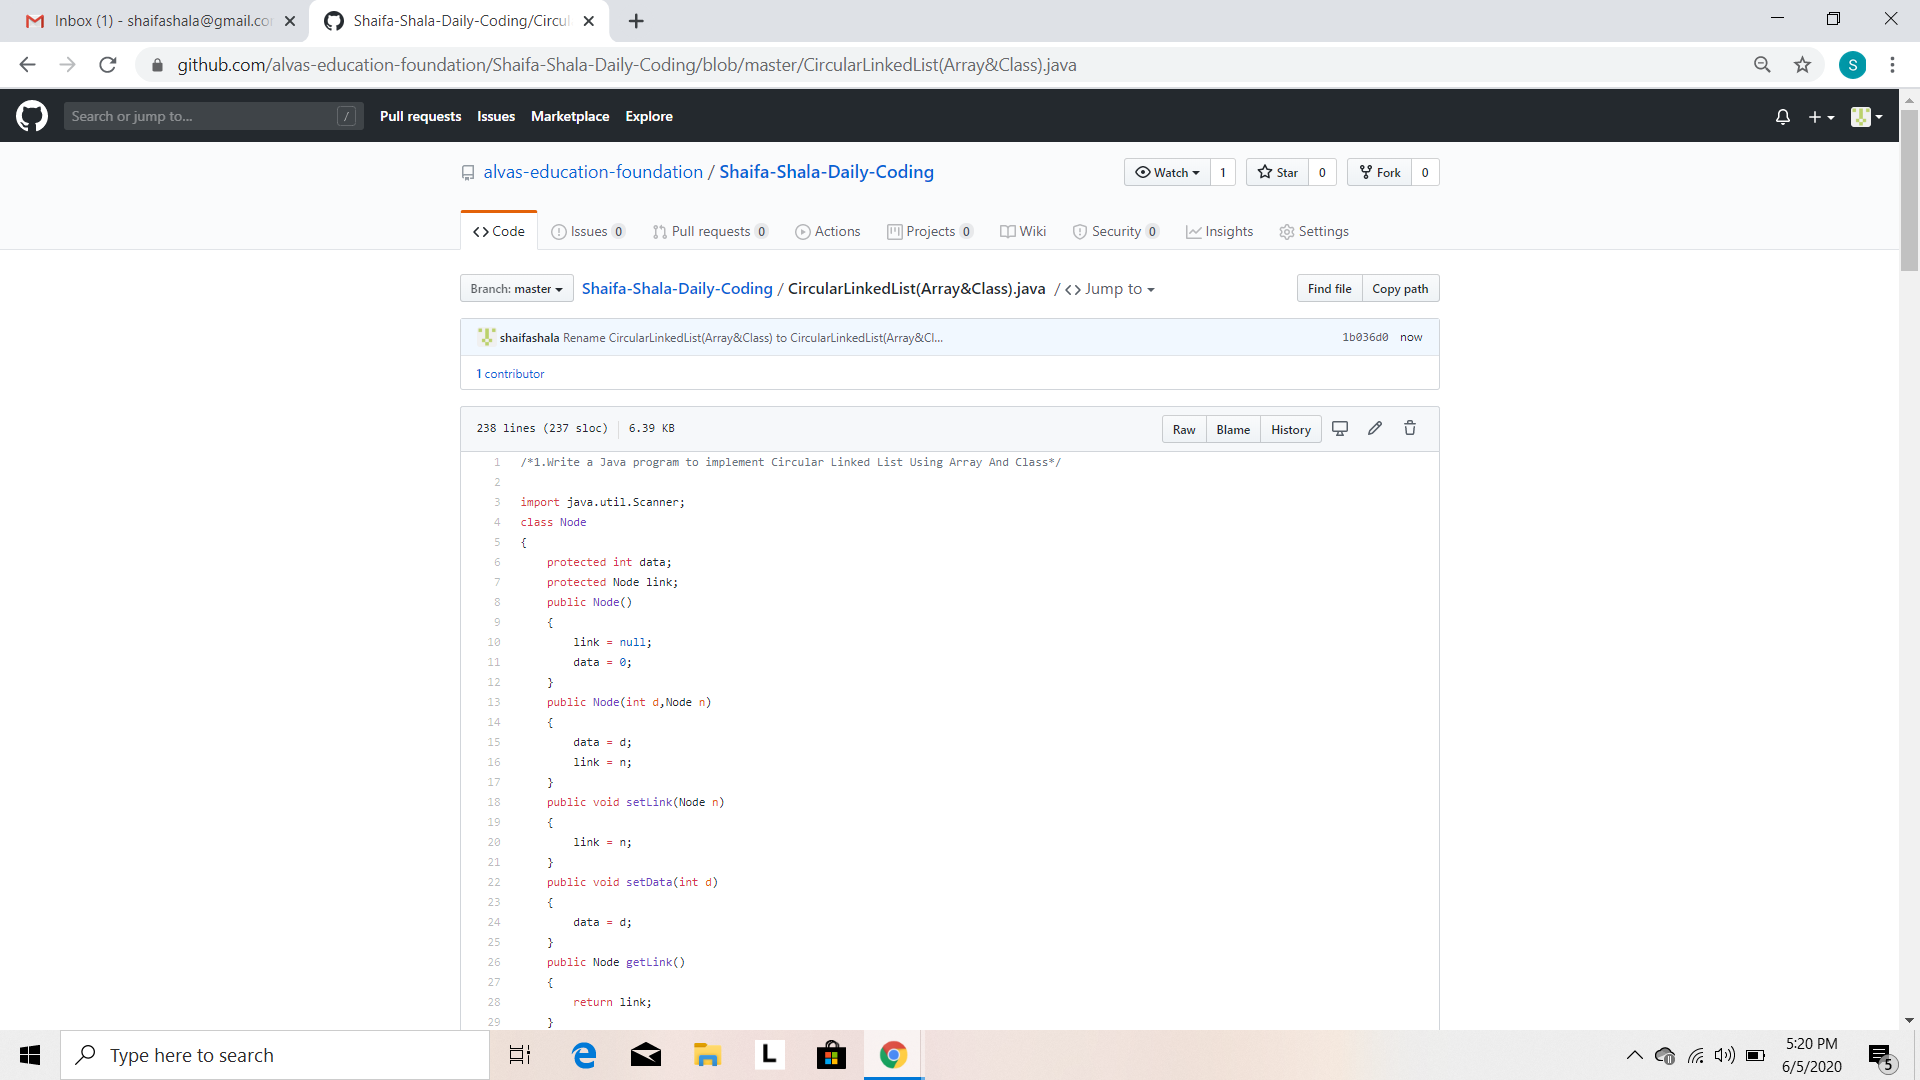 Inbox (1) - shaifashala@gmail.co
Shaifa-Shala-Daily-Coding/Circul
github.com/alvas-education-foundation/Shaifa-Shala-Daily-Coding/blob/master/CircularLinkedList(Array&Class).java
S
Search or jump to... /
Pull requests Issues Marketplace Explore
alvas-education-foundation / Shaifa-Shala-Daily-Coding
Watch 1 Star 0 Fork 0
Code Issues 0 Pull requests 0 Actions Projects 0 Wiki Security 0 Insights Settings
Branch: master Shaifa-Shala-Daily-Coding / CircularLinkedList(Array&Class).java / <> Jump to Find file Copy path
shaifashala Rename CircularLinkedList(Array&Class) to CircularLinkedList(Array&Cl... 1b036d0 now
1 contributor
238 lines (237 sloc) 6.39 KB Raw Blame History
1 /*1.Write a Java program to implement Circular Linked List Using Array And Class*/
2
3 import java.util.Scanner;
4 class Node
5 {
6 protected int data;
7 protected Node link;
8 public Node()
9 {
10 link = null;
11 data = 0;
12 }
13 public Node(int d,Node n)
14 {
15 data = d;
16 link = n;
17 }
18 public void setLink(Node n)
19 {
20 link = n;
21 }
22 public void setData(int d)
23 {
24 data = d;
25 }
26 public Node getLink()
27 {
28 return link;
29 }
Type here to search
L
5:20 PM
6/5/2020
5